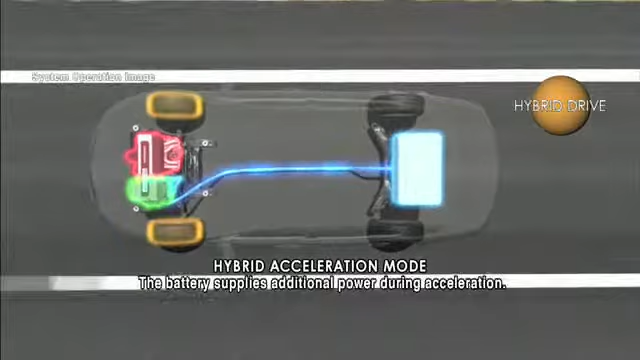 System Operation Image
HYBRID DRIVE
HYBRID ACCELERATION MODE
The battery supplies additional power during acceleration.